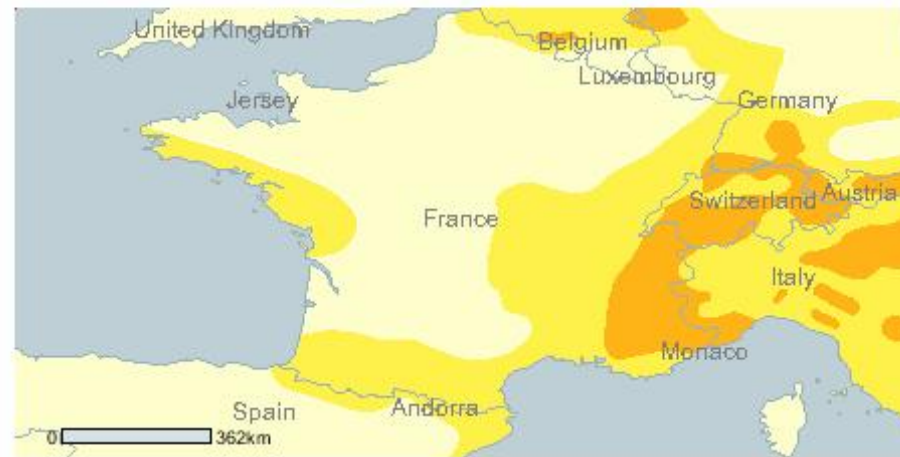 United Kingdom
Belgium
Luxembourg
Jersey
Germany
Switzerland
Austria
France
Italy
Monaco
Spain
Andorra
0 362km